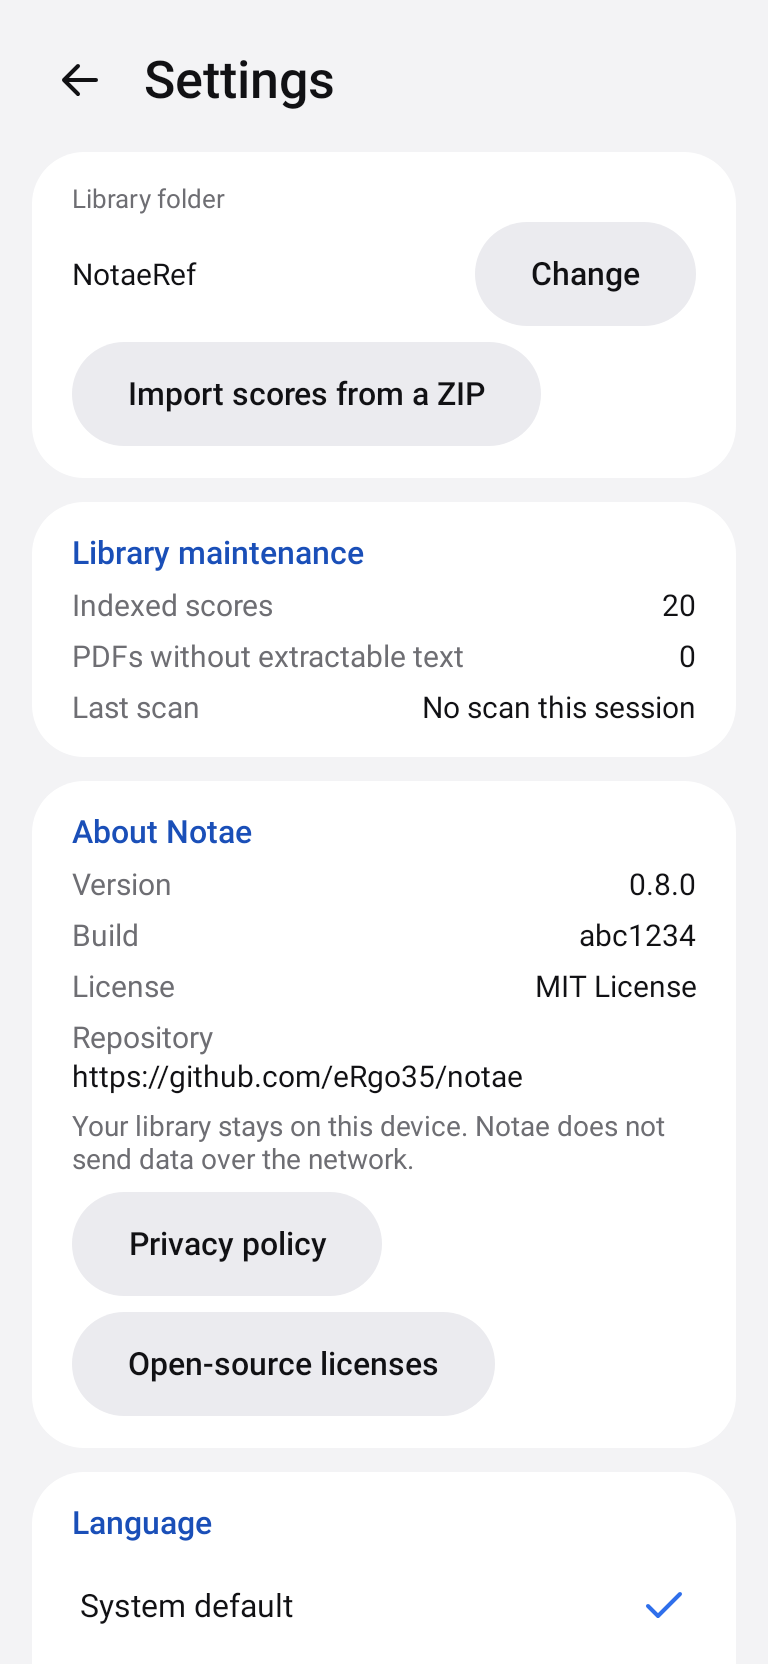 Settings
Library folder
NotaeRef
Change
Import scores from a ZIP
Library maintenance
Indexed scores 20
PDFs without extractable text 0
Last scan No scan this session
About Notae
Version 0.8.0
Build abc1234
License MIT License
Repository
https://github.com/eRgo35/notae
Your library stays on this device. Notae does not
send data over the network.
Privacy policy
Open-source licenses
Language
System default